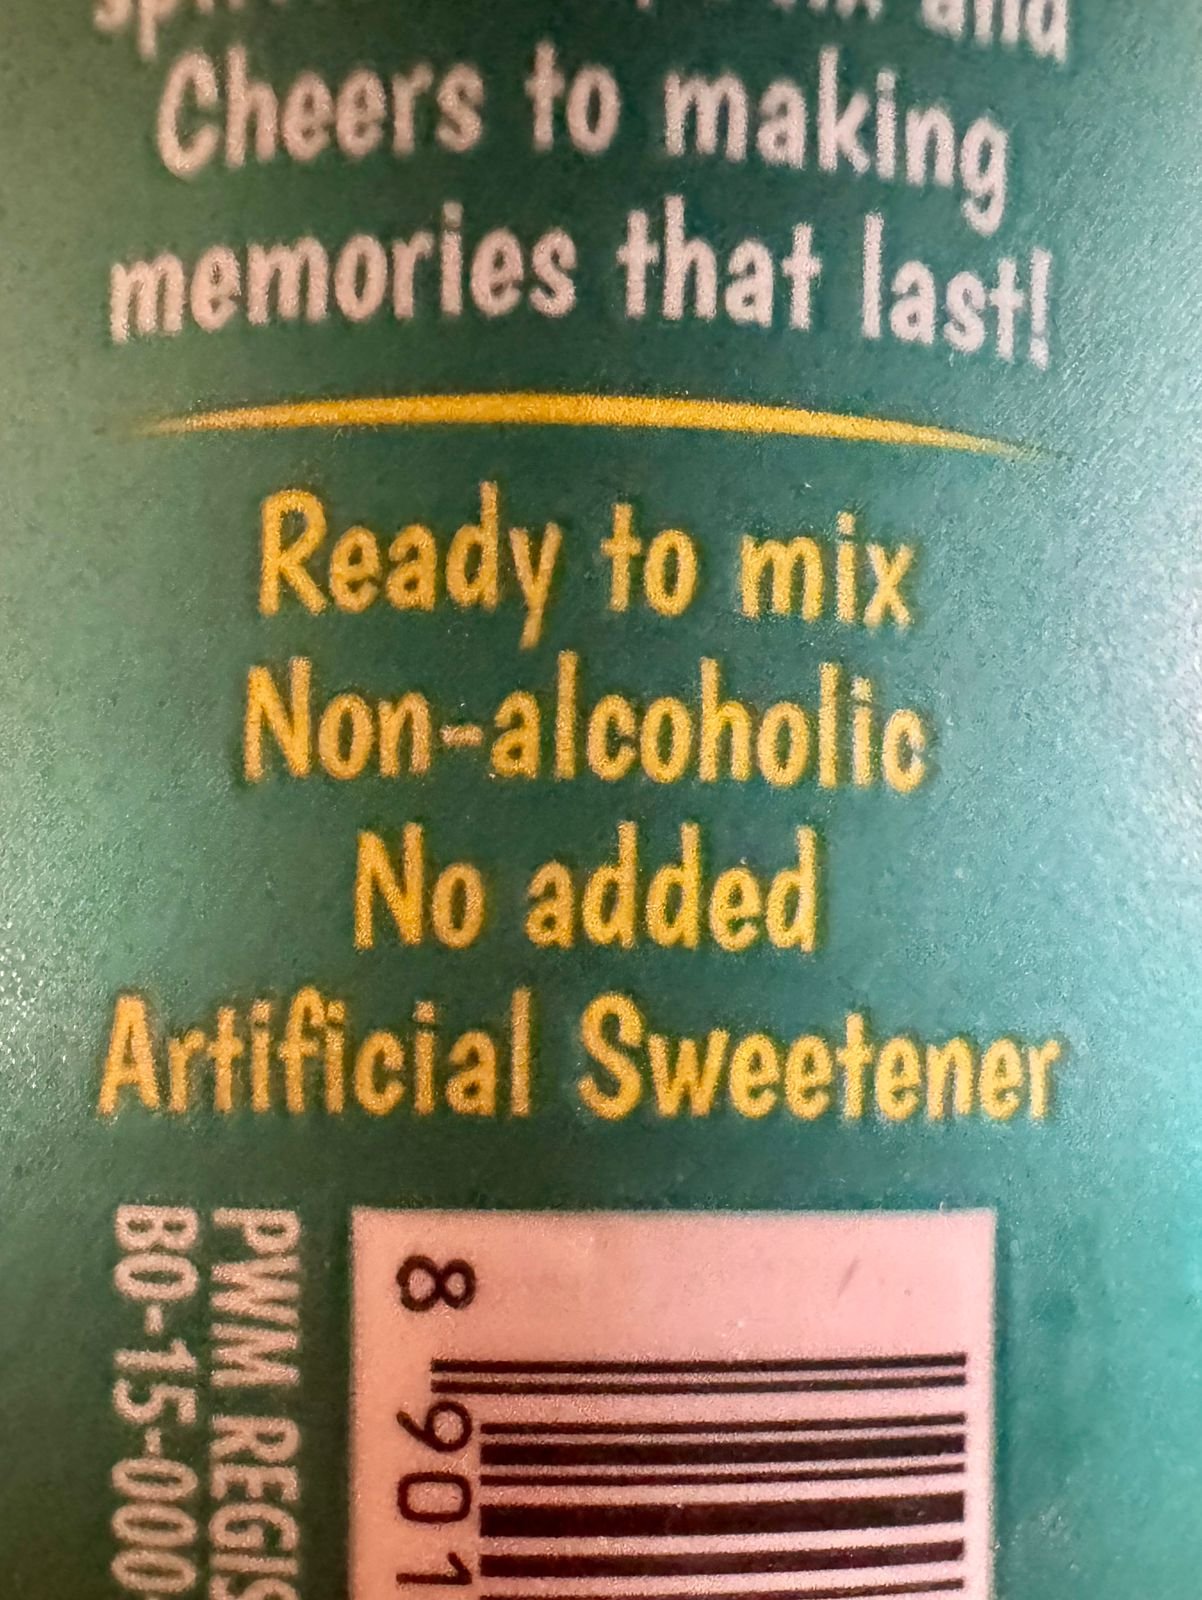 and
Cheers to making
memories that last!
Ready to mix
Non-alcoholic
No added
Artificial Sweetener
PWM REGIS
BO-15-000
8 901